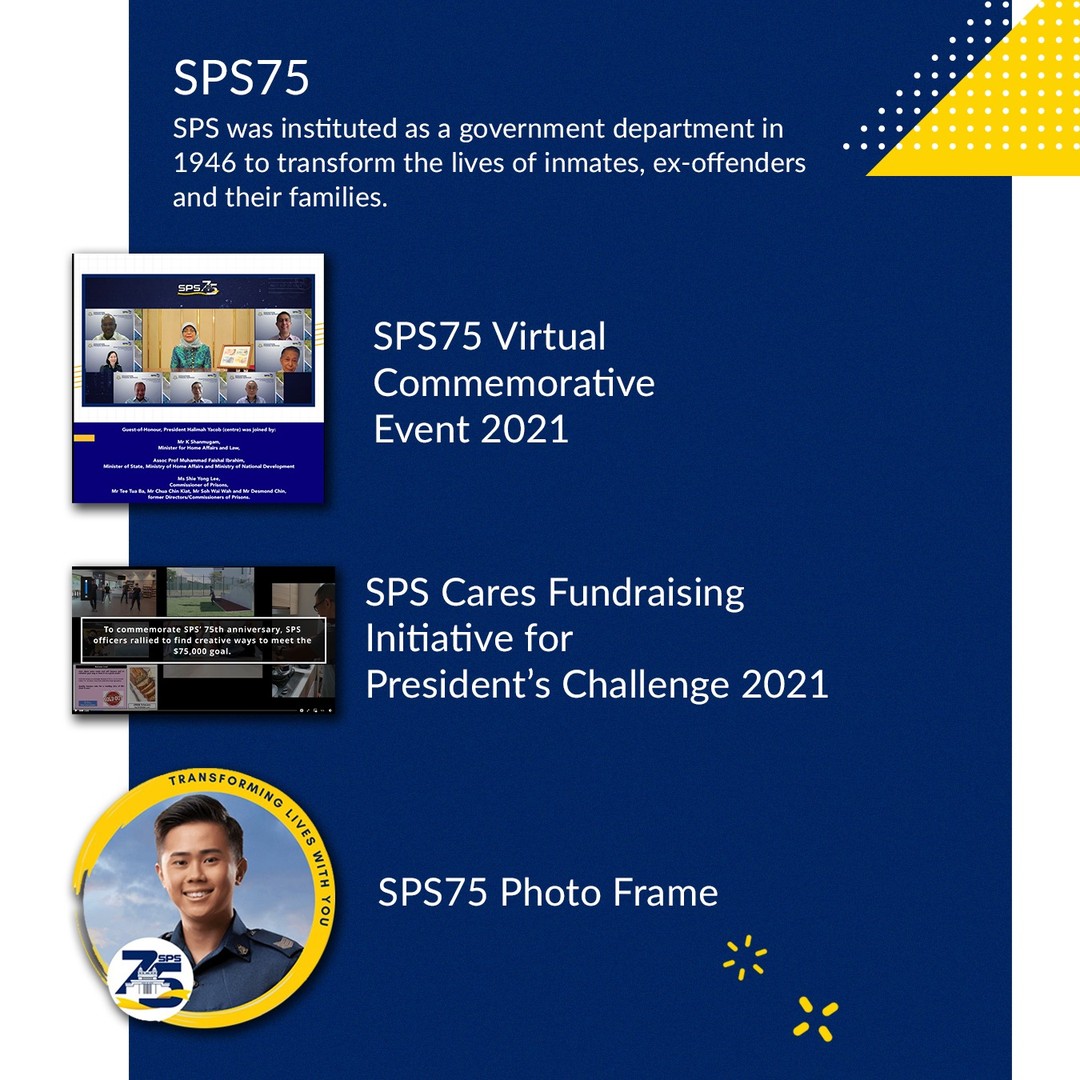 SPS75
SPS was instituted as a government department in
1946 to transform the lives of inmates, ex-offenders
and their families.
SPS75
Guest-of-Honour, President Halimah Yacob (centre) was joined by:
Mr K Shanmugam,
Minister for Home Affairs and Law,
Assoc Prof Muhammad Faishal Ibrahim,
Minister of State, Ministry of Home Affairs and Ministry of National Development
Ms Shie Yong Lee,
Commissioner of Prisons,
Mr Tee Tua Ba, Mr Chua Chin Kiat, Mr Soh Wai Wah and Mr Desmond Chin,
former Directors/Commissioners of Prisons.
SPS75 Virtual
Commemorative
Event 2021
To commemorate SPS' 75th anniversary, SPS
officers rallied to find creative ways to meet the
$75,000 goal.
SPS Cares Fundraising
Initiative for
President's Challenge 2021
TRANSFORMING LIVES WITH YOU
75 SPS
SPS75 Photo Frame